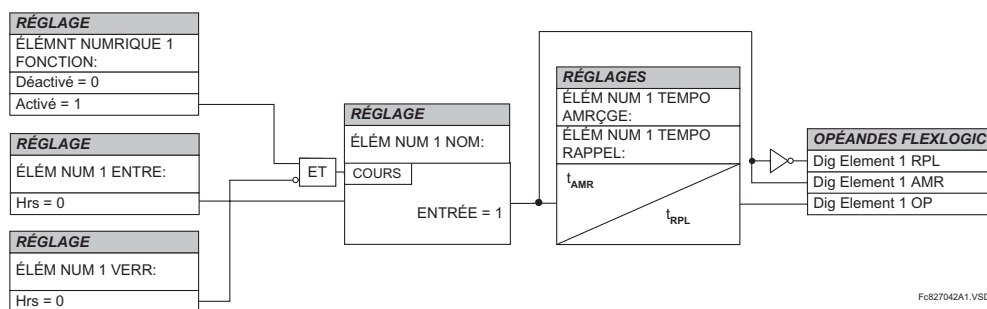 RÉGLAGE
ÉLÉMNT NUMRIQUE 1
FONCTION:
Déactivé = 0
Activé = 1
RÉGLAGE
ÉLÉM NUM 1 ENTRE:
Hrs = 0
RÉGLAGE
ÉLÉM NUM 1 VERR:
Hrs = 0
ET
RÉGLAGE
ÉLÉM NUM 1 NOM:
COURS
ENTRÉE = 1
RÉGLAGES
ÉLÉM NUM 1 TEMPO
AMRÇGE:
ÉLÉM NUM 1 TEMPO
RAPPEL:
tAMR
tRPL
OPÉANDES FLEXLOGIC
Dig Element 1 RPL
Dig Element 1 AMR
Dig Element 1 OP
Fc827042A1.VSD